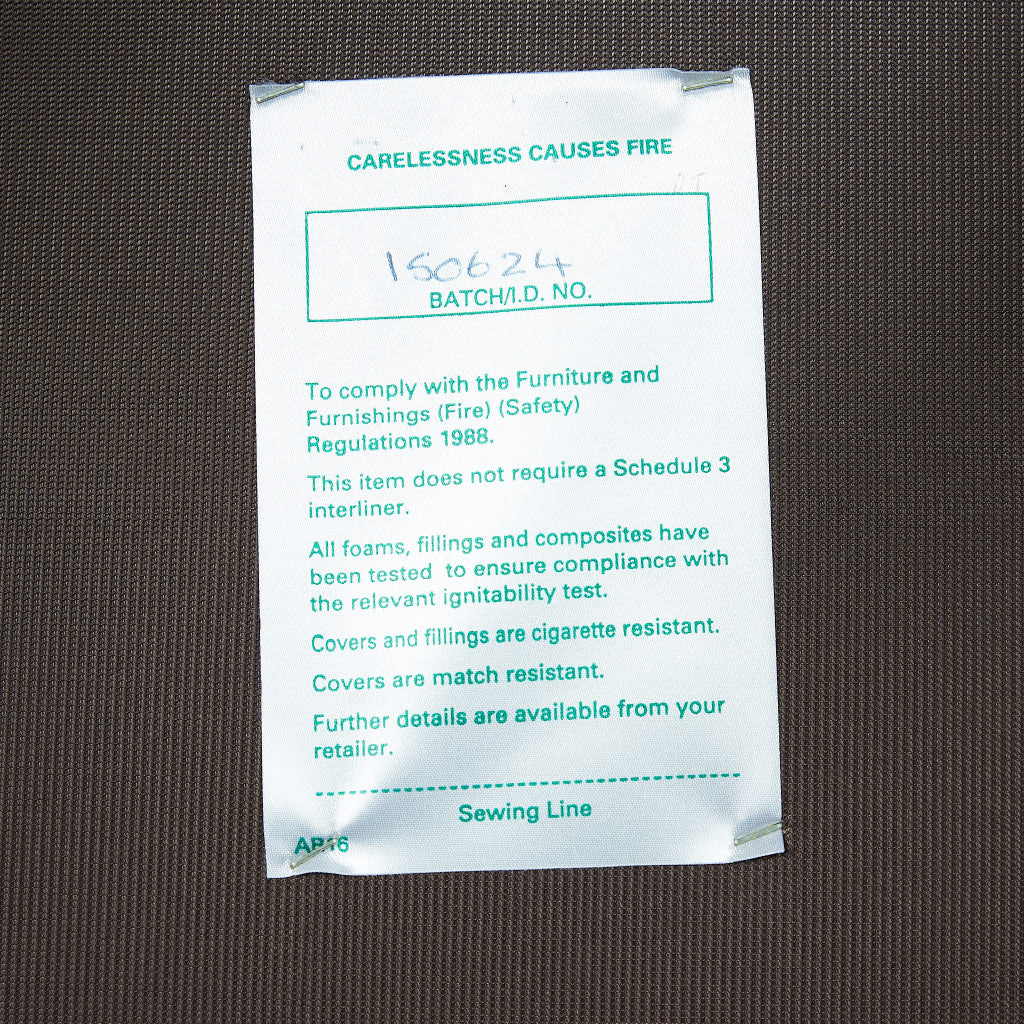 CARELESSNESS CAUSES FIRE
150624
BATCH/I.D. NO.
To comply with the Furniture and
Furnishings (Fire) (Safety)
Regulations 1988.
This item does not require a Schedule 3
interliner.
All foams, fillings and composites have
been tested to ensure compliance with
the relevant ignitability test.
Covers and fillings are cigarette resistant.
Covers are match resistant.
Further details are available from your
retailer.
Sewing Line